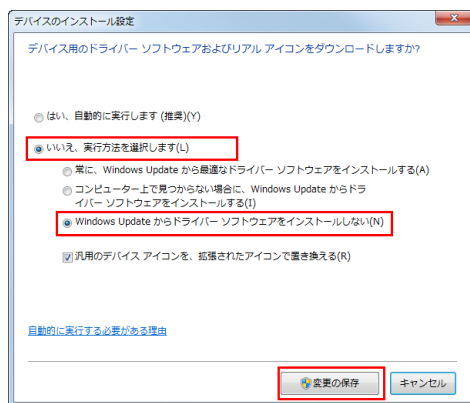 デバイスのインストール設定
デバイス用のドライバー ソフトウェアおよびリアル アイコンをダウンロードしますか?
はい、自動的に実行します (推奨)(Y)
いいえ、実行方法を選択します(L)
常に、Windows Update から最適なドライバー ソフトウェアをインストールする(A)
コンピューター上で見つからない場合に、Windows Update からドラ
イバー ソフトウェアをインストールする(I)
Windows Update からドライバー ソフトウェアをインストールしない(N)
汎用のデバイス アイコンを、拡張されたアイコンで置き換える(R)
自動的に実行する必要がある理由
変更の保存
キャンセル